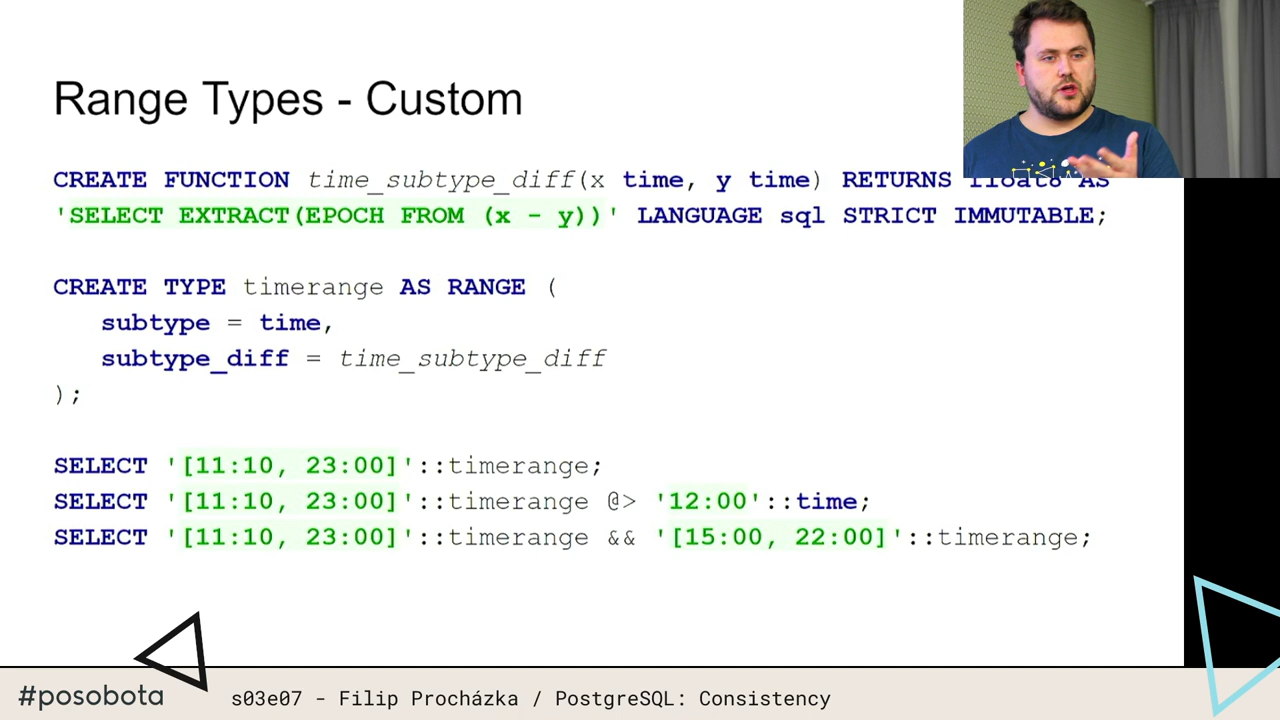 Range Types - Custom
CREATE FUNCTION time_subtype_diff(x time, y time) RETURNS float8 AS
'SELECT EXTRACT(EPOCH FROM (x - y))' LANGUAGE sql STRICT IMMUTABLE;
CREATE TYPE timerange AS RANGE (
subtype = time,
subtype_diff = time_subtype_diff
);
SELECT '[11:10, 23:00]'::timerange;
SELECT '[11:10, 23:00]'::timerange @> '12:00'::time;
SELECT '[11:10, 23:00]'::timerange && '[15:00, 22:00]'::timerange;
#posobota
s03e07 - Filip Procházka / PostgreSQL: Consistency